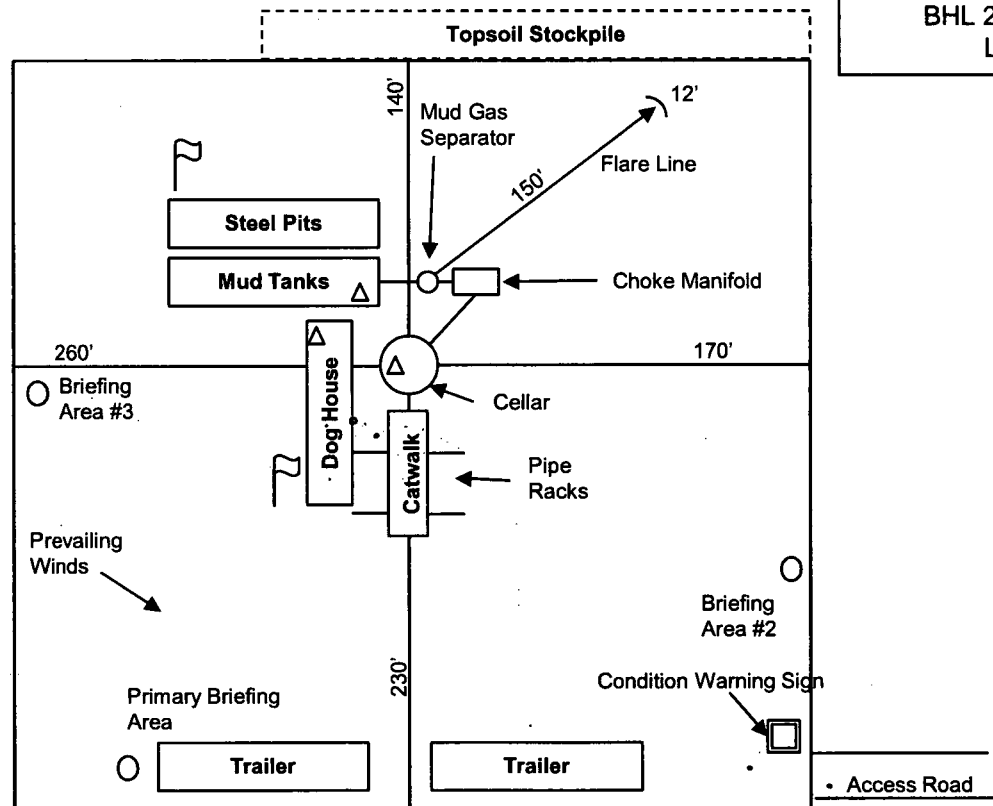 BHL 2
L
Topsoil Stockpile
140'
Mud Gas
Separator
12'
Flare Line
150'
Steel Pits
Mud Tanks
Choke Manifold
260'
170'
Briefing
Area #3
Dog House
Cellar
Catwalk
Pipe
Racks
Prevailing
Winds
Briefing
Area #2
230'
Condition Warning Sign
Primary Briefing
Area
Trailer
Trailer
Access Road